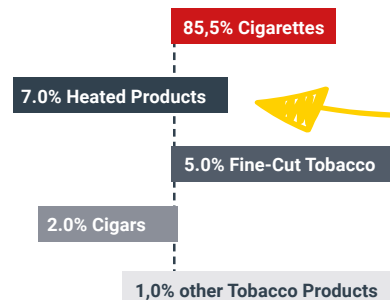 85,5% Cigarettes
7.0% Heated Products
5.0% Fine-Cut Tobacco
2.0% Cigars
1,0% other Tobacco Products